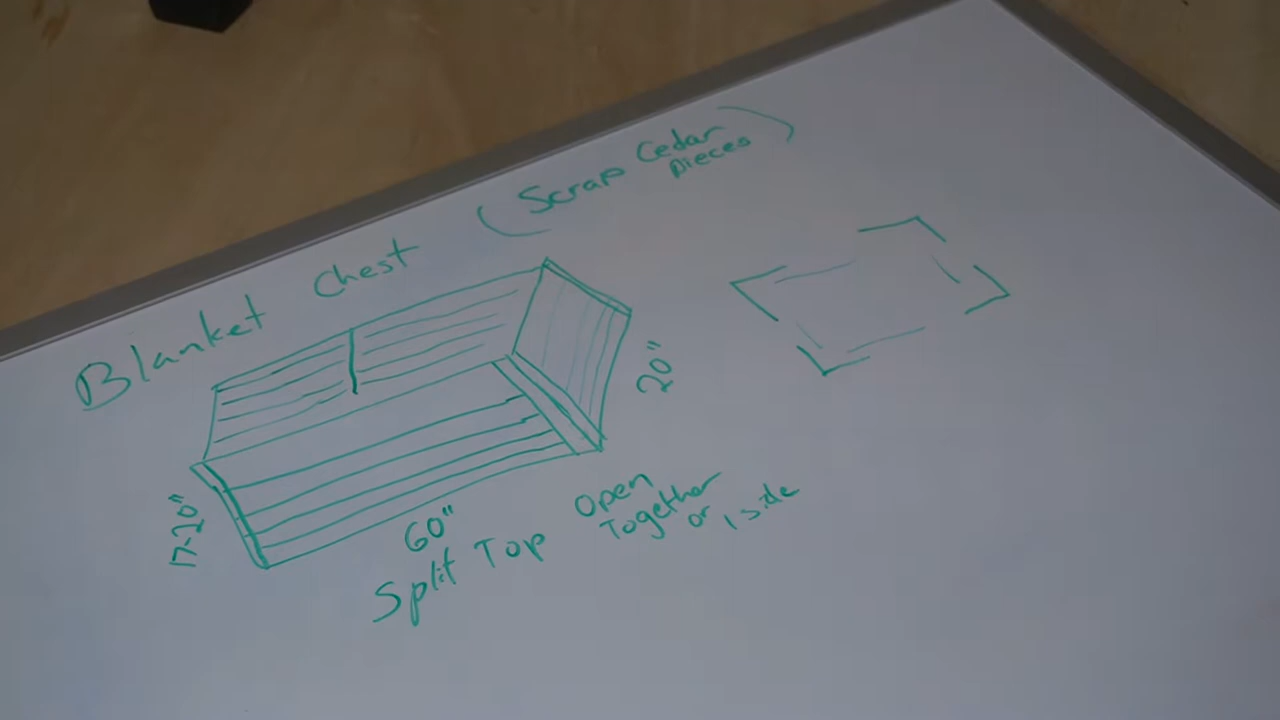 Blanket Chest (Scrap Cedar pieces)
20"
17-20"
60"
Split Top
Open
Together
or 1 side